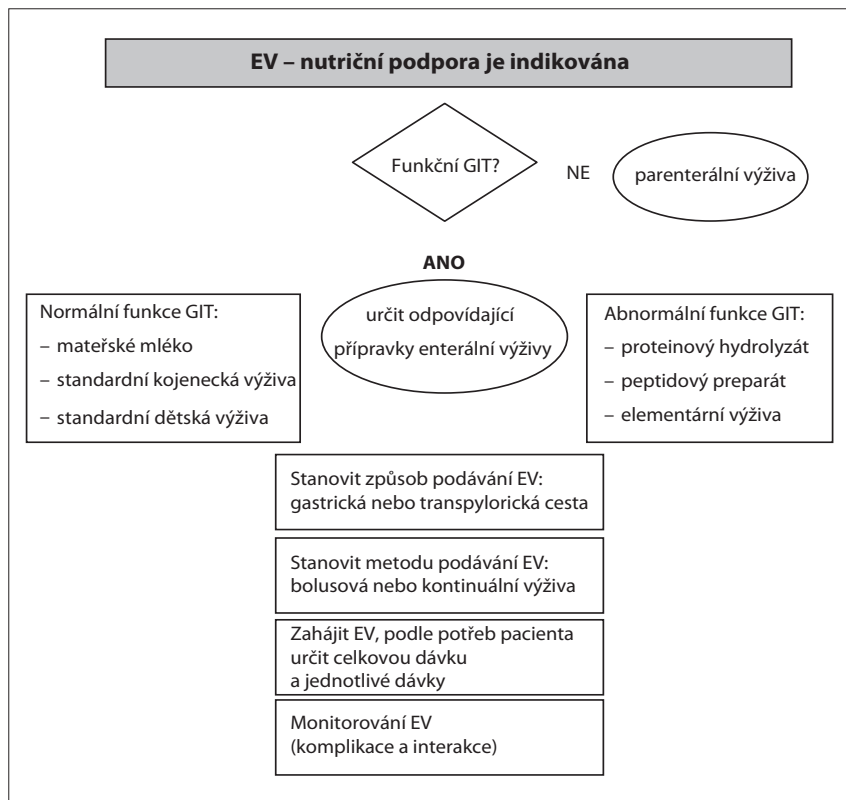 EV – nutriční podpora je indikována
Funkční GIT?
NE
parenterální výživa
ANO
Normální funkce GIT:
– mateřské mléko
– standardní kojenecká výživa
– standardní dětská výživa
určit odpovídající
přípravky enterální výživy
Abnormální funkce GIT:
– proteinový hydrolyzát
– peptidový preparát
– elementární výživa
Stanovit způsob podávání EV:
gastrická nebo transpylorická cesta
Stanovit metodu podávání EV:
bolusová nebo kontinuální výživa
Zahájit EV, podle potřeb pacienta
určit celkovou dávku
a jednotlivé dávky
Monitorování EV
(komplikace a interakce)